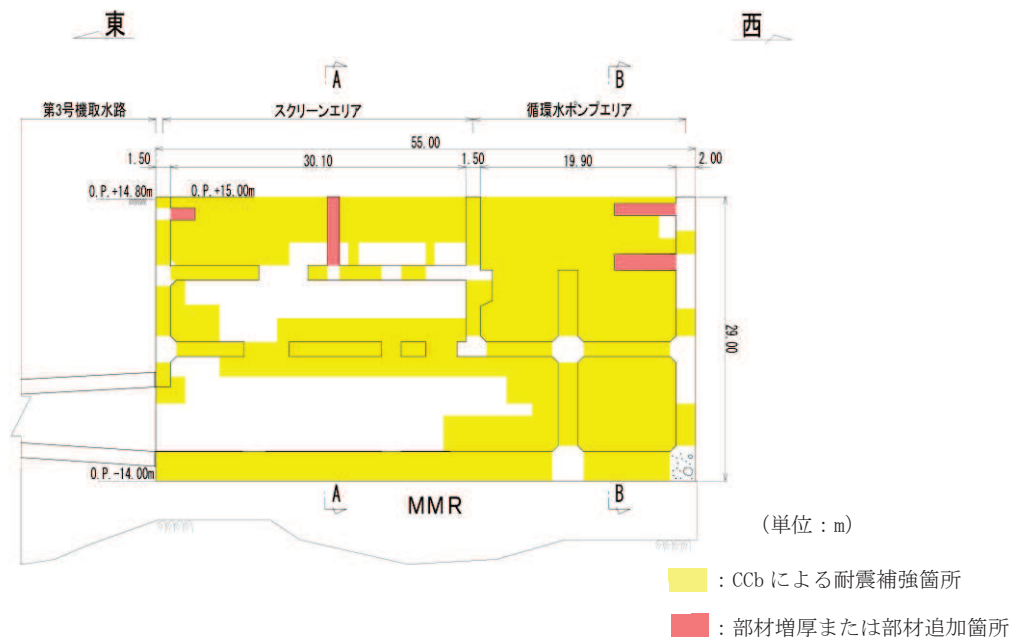 東
西
A
B
第3号機取水路
スクリーンエリア
循環水ポンプエリア
55.00
1.50
30.10
1.50
19.90
2.00
O.P.+14.80m
O.P.+15.00m
29.00
O.P.-14.00m
A
B
MMR
（単位：m）
：CCbによる耐震補強箇所
：部材増厚または部材追加箇所